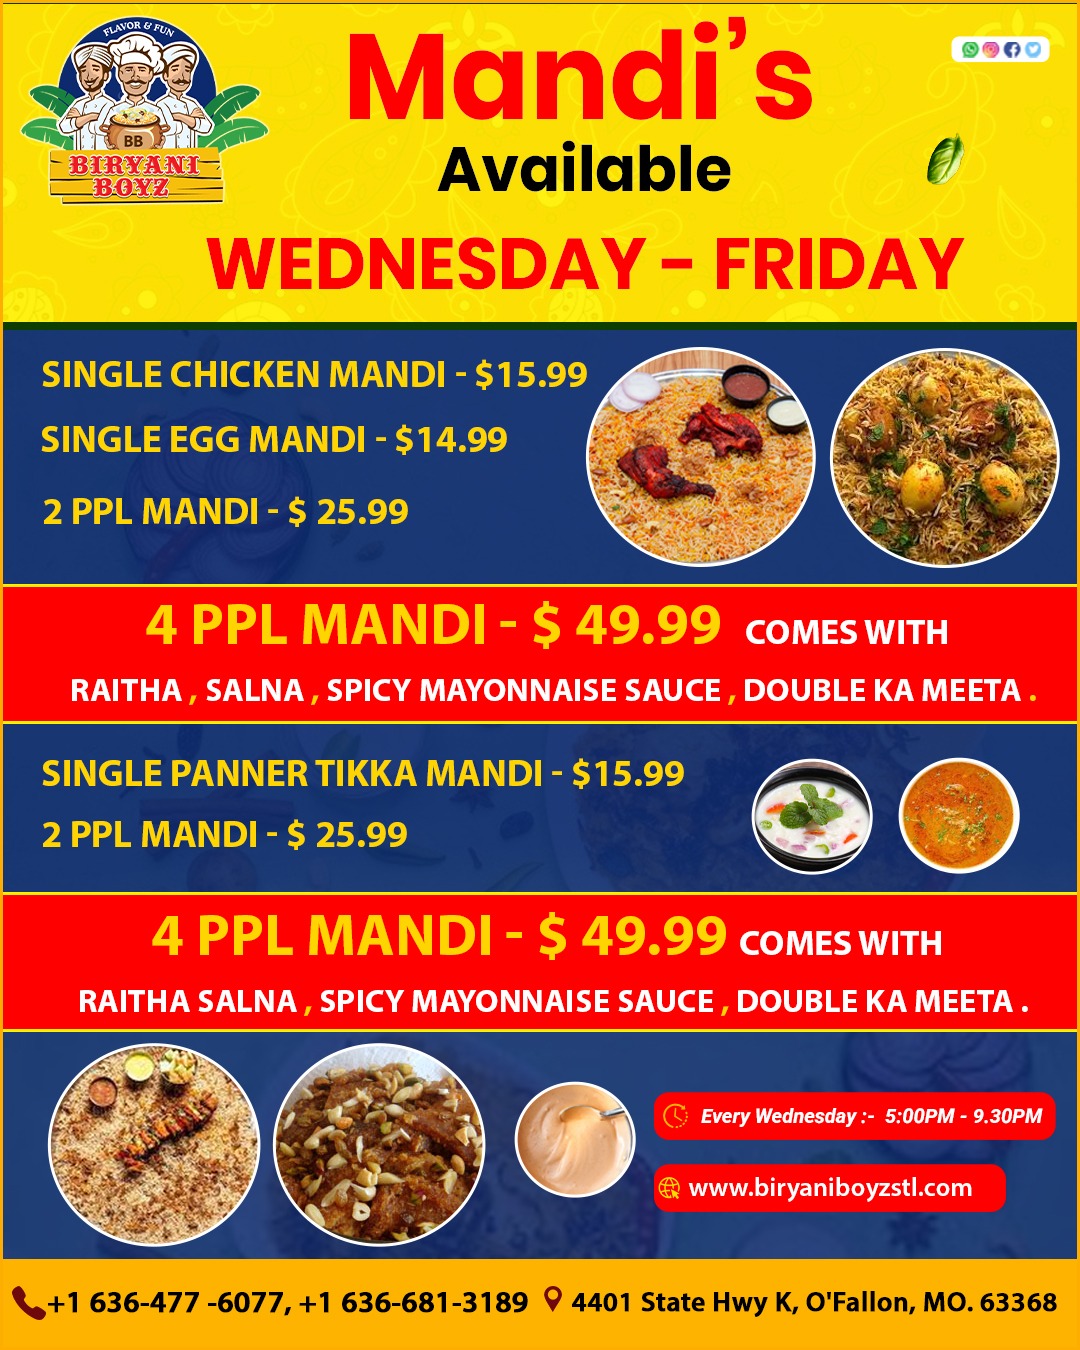 FLAVOR & FUN
BB
BIRYANI
BOYZ
Mandi's
Available
WEDNESDAY - FRIDAY
SINGLE CHICKEN MANDI - $15.99
SINGLE EGG MANDI - $14.99
2 PPL MANDI - $ 25.99
4 PPL MANDI - $ 49.99 COMES WITH
RAITHA , SALNA , SPICY MAYONNAISE SAUCE , DOUBLE KA MEETA .
SINGLE PANNER TIKKA MANDI - $15.99
2 PPL MANDI - $ 25.99
4 PPL MANDI - $ 49.99 COMES WITH
RAITHA SALNA , SPICY MAYONNAISE SAUCE , DOUBLE KA MEETA .
Every Wednesday :- 5:00PM - 9.30PM
www.biryaniboyzstl.com
+1 636-477 -6077, +1 636-681-3189 4401 State Hwy K, O'Fallon, MO. 63368